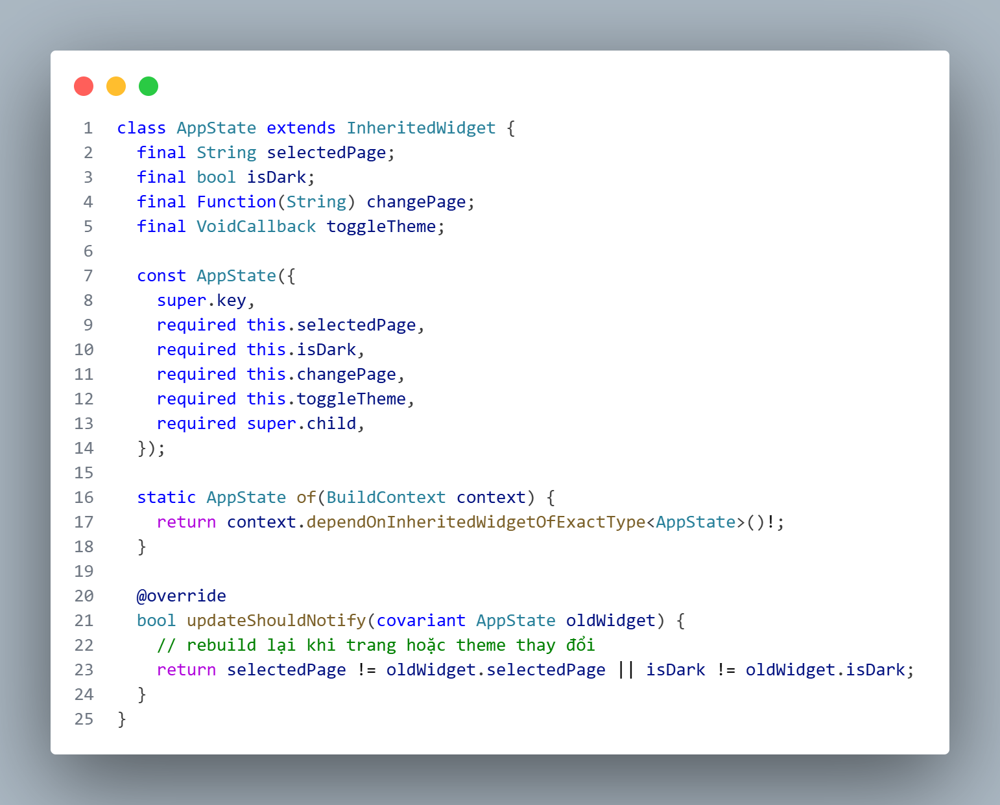 1 class AppState extends InheritedWidget {
2   final String selectedPage;
3   final bool isDark;
4   final Function(String) changePage;
5   final VoidCallback toggleTheme;
6
7   const AppState({
8     super.key,
9     required this.selectedPage,
10     required this.isDark,
11     required this.changePage,
12     required this.toggleTheme,
13     required super.child,
14   });
15
16   static AppState of(BuildContext context) {
17     return context.dependOnInheritedWidgetOfExactType<AppState>()!;
18   }
19
20   @override
21   bool updateShouldNotify(covariant AppState oldWidget) {
22     // rebuild lại khi trang hoặc theme thay đổi
23     return selectedPage != oldWidget.selectedPage || isDark != oldWidget.isDark;
24   }
25 }